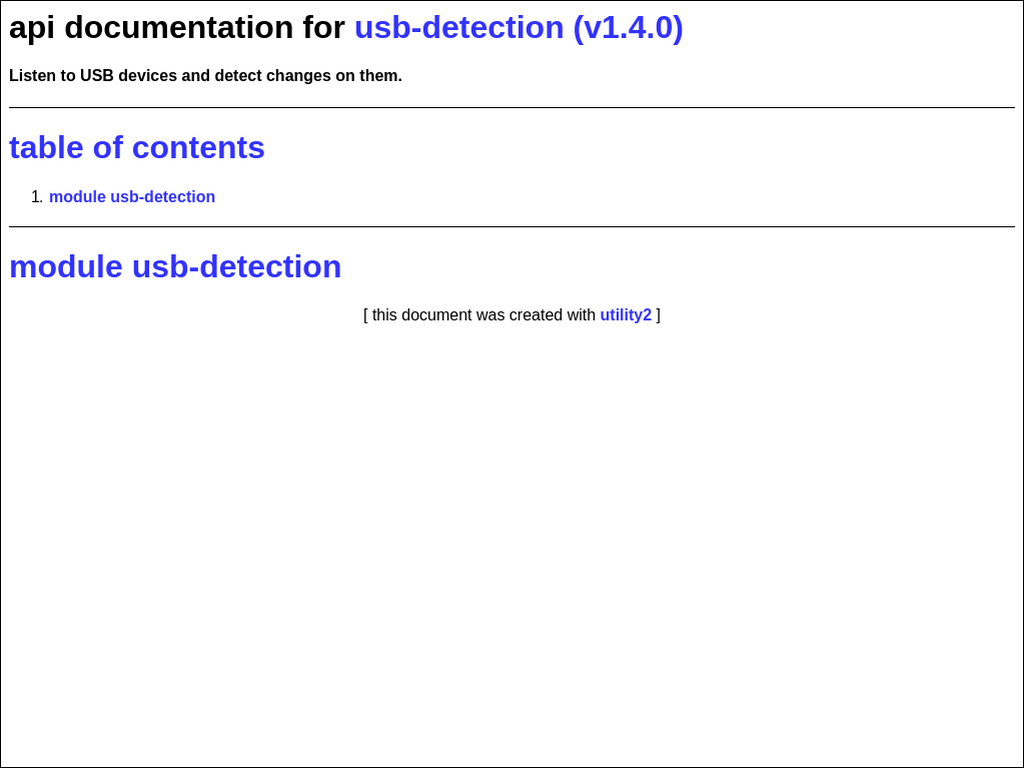 api documentation for usb-detection (v1.4.0)
Listen to USB devices and detect changes on them.
table of contents
1. module usb-detection
module usb-detection
[ this document was created with utility2 ]